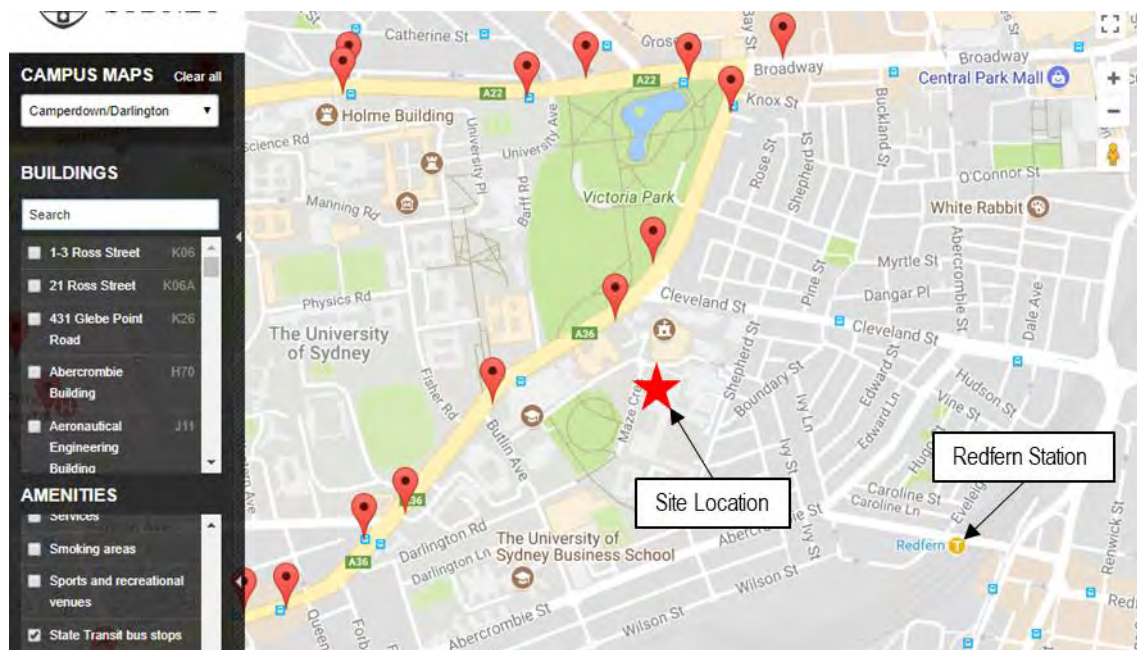 CAMPUS MAPS Clear all
Camperdown/Darlington
BUILDINGS
Search
1-3 Ross Street K06
21 Ross Street K06A
431 Glebe Point K26
Road
Abercrombie H70
Building
Aeronautical J11
Engineering
Building
AMENITIES
Services
Smoking areas
Sports and recreational
venues
State Transit bus stops
Catherine St
Bay St
Broadway
Broadway
A22
A22
Central Park Mall
Knox St
Holme Building
Science Rd
University Pl
University Ave
Barff Rd
Buckland St
Rose St
Shepherd St
O'Connor St
Manning Rd
Victoria Park
White Rabbit
Abercrombie St
Myrtle St
Pine St
Dangar Pl
Dale Ave
Physics Rd
Cleveland St
Cleveland St
The University
of Sydney
A36
Fisher Rd
Butlin Ave
Shepherd St
Boundary St
Ivy Ln
Edward St
Edward Ln
Hudson St
Vine St
Site Location
Redfern Station
Ivy St
Caroline St
Caroline Ln
Redfern
Renwick St
A36
A36
Darlington Rd
Darlington Ln
The University of
Sydney Business School
Ivy St
Wilson St
Abercrombie St
Wilson St